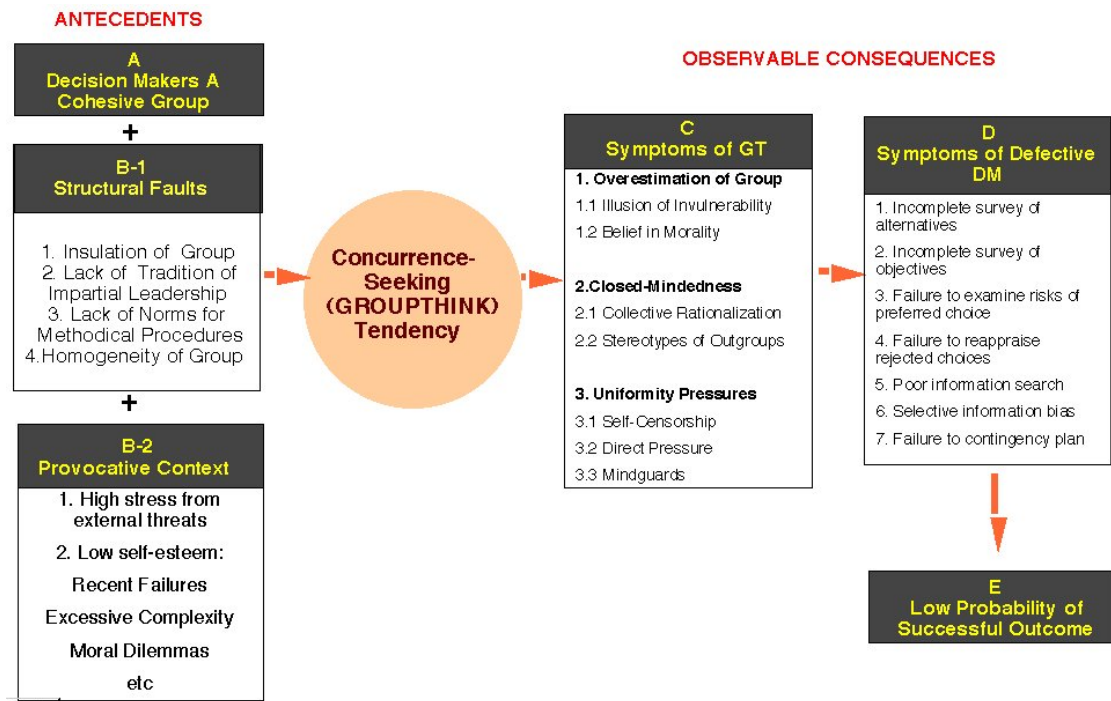 ANTECEDENTS
A
Decision Makers A
Cohesive Group
+
B-1
Structural Faults
1. Insulation of Group
2. Lack of Tradition of
Impartial Leadership
3. Lack of Norms for
Methodical Procedures
4.Homogeneity of Group
+
B-2
Provocative Context
1. High stress from
external threats
2. Low self-esteem:
Recent Failures
Excessive Complexity
Moral Dilemmas
etc
Concurrence-
Seeking
(GROUPTHINK)
Tendency
OBSERVABLE CONSEQUENCES
C
Symptoms of GT
1. Overestimation of Group
1.1 Illusion of Invulnerability
1.2 Belief in Morality
2.Closed-Mindedness
2.1 Collective Rationalization
2.2 Stereotypes of Outgroups
3. Uniformity Pressures
3.1 Self-Censorship
3.2 Direct Pressure
3.3 Mindguards
D
Symptoms of Defective
DM
1. Incomplete survey of
alternatives
2. Incomplete survey of
objectives
3. Failure to examine risks of
preferred choice
4. Failure to reappraise
rejected choices
5. Poor information search
6. Selective information bias
7. Failure to contingency plan
E
Low Probability of
Successful Outcome